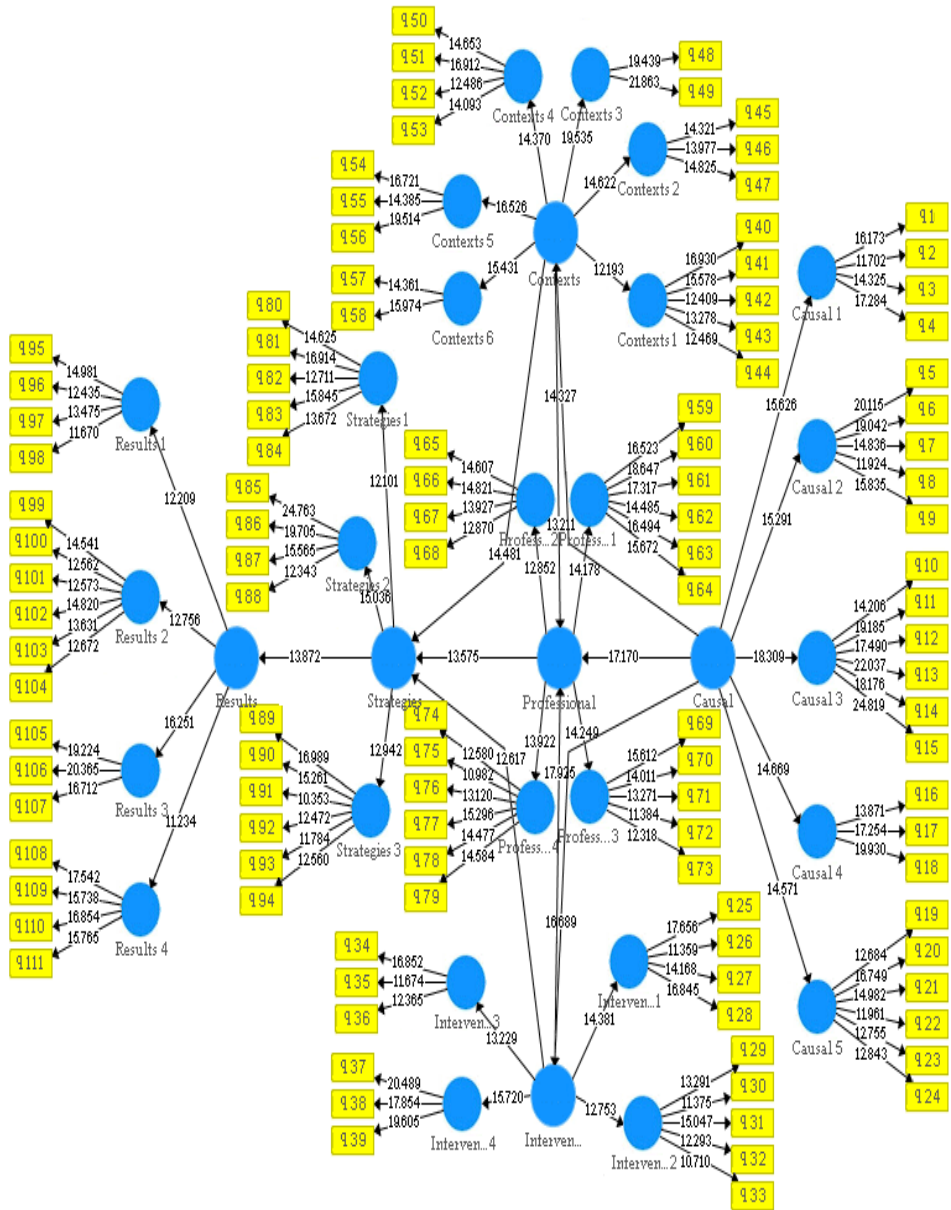 q50
q51
q52
q53
14.653
16.912
12.486
14.093
Contexts 4
Contexts 3
19.439
21.863
q48
q49
14.370
19.535
q45
q46
q47
14.321
13.977
14.825
Contexts 2
14.622
q54
q55
q56
16.721
14.385
19.514
Contexts 5
16.526
Contexts
q57
q58
14.361
15.974
Contexts 6
15.431
12.193
Contexts 1
16.930
15.578
12.409
13.278
12.469
q40
q41
q42
q43
q44
q1
q2
q3
q4
16.173
11.702
14.325
17.284
Causal 1
15.626
q80
q81
q82
q83
q84
14.625
16.914
12.711
15.845
13.672
Strategies 1
12.101
14.327
q95
q96
q97
q98
14.981
12.435
13.475
11.670
Results 1
12.209
q5
q6
q7
q8
q9
20.115
19.042
14.836
11.924
15.835
Causal 2
15.291
q65
q66
q67
q68
14.607
14.821
13.927
12.870
Profess...2
q59
q60
q61
q62
q63
q64
16.523
18.647
17.317
14.485
16.494
15.672
Profess...1
13.211
14.481
12.852
14.178
q85
q86
q87
q88
24.763
19.705
15.565
12.343
Strategies 2
15.036
q99
q100
q101
q102
q103
q104
14.541
12.562
12.573
14.820
13.631
12.672
Results 2
12.756
q10
q11
q12
q13
q14
q15
14.206
19.185
17.490
22.037
18.176
24.819
Causal 3
18.309
Results
13.872
Strategies
13.575
Professional
17.170
Causal
q105
q106
q107
19.224
20.365
16.712
Results 3
16.251
q89
q90
q91
q92
q93
q94
16.989
15.261
10.353
12.472
11.784
12.560
Strategies 3
12.942
q74
q75
q76
q77
q78
q79
12.580
10.982
13.120
15.296
14.477
14.584
Profess...4
12.617
13.922
17.925
14.249
q69
q70
q71
q72
q73
15.612
14.011
13.271
11.384
12.318
Profess...3
q16
q17
q18
13.871
17.254
19.930
Causal 4
14.669
q108
q109
q110
q111
17.542
15.738
16.854
15.765
Results 4
11.234
q19
q20
q21
q22
q23
q24
12.684
16.749
14.982
11.961
12.755
12.843
Causal 5
14.571
16.689
q34
q35
q36
16.852
11.674
12.365
Interven...3
13.229
q25
q26
q27
q28
17.656
11.359
14.168
16.845
Interven...1
14.381
q37
q38
q39
20.489
17.854
19.605
Interven...4
15.720
Interven...
12.753
Interven...2
13.291
11.375
15.047
12.293
10.710
q29
q30
q31
q32
q33